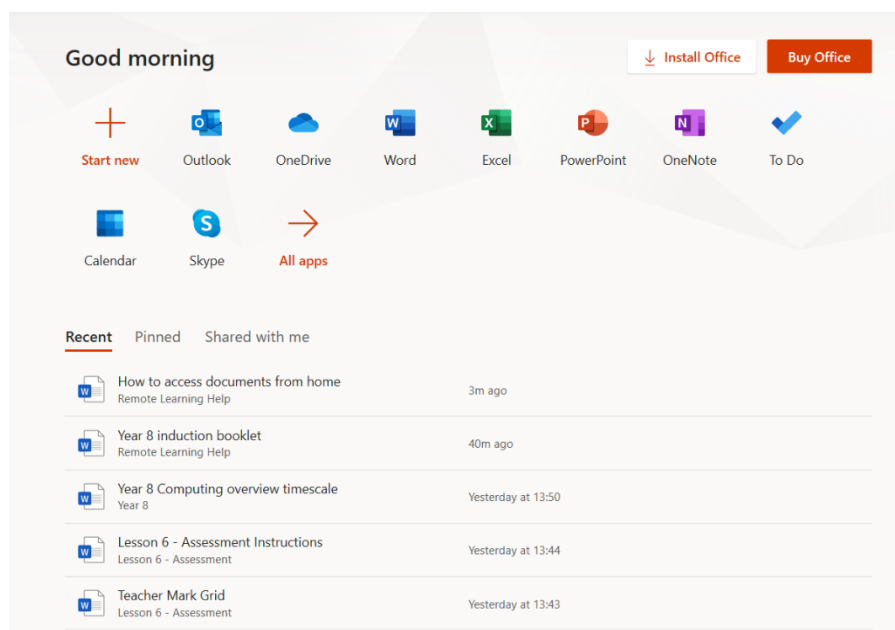 Good morning
Install Office
Buy Office
Start new
Outlook
OneDrive
Word
Excel
PowerPoint
OneNote
To Do
Calendar
Skype
All apps
Recent Pinned Shared with me
How to access documents from home
Remote Learning Help
3m ago
Year 8 induction booklet
Remote Learning Help
40m ago
Year 8 Computing overview timescale
Year 8
Yesterday at 13:50
Lesson 6 - Assessment Instructions
Lesson 6 - Assessment
Yesterday at 13:44
Teacher Mark Grid
Lesson 6 - Assessment
Yesterday at 13:43